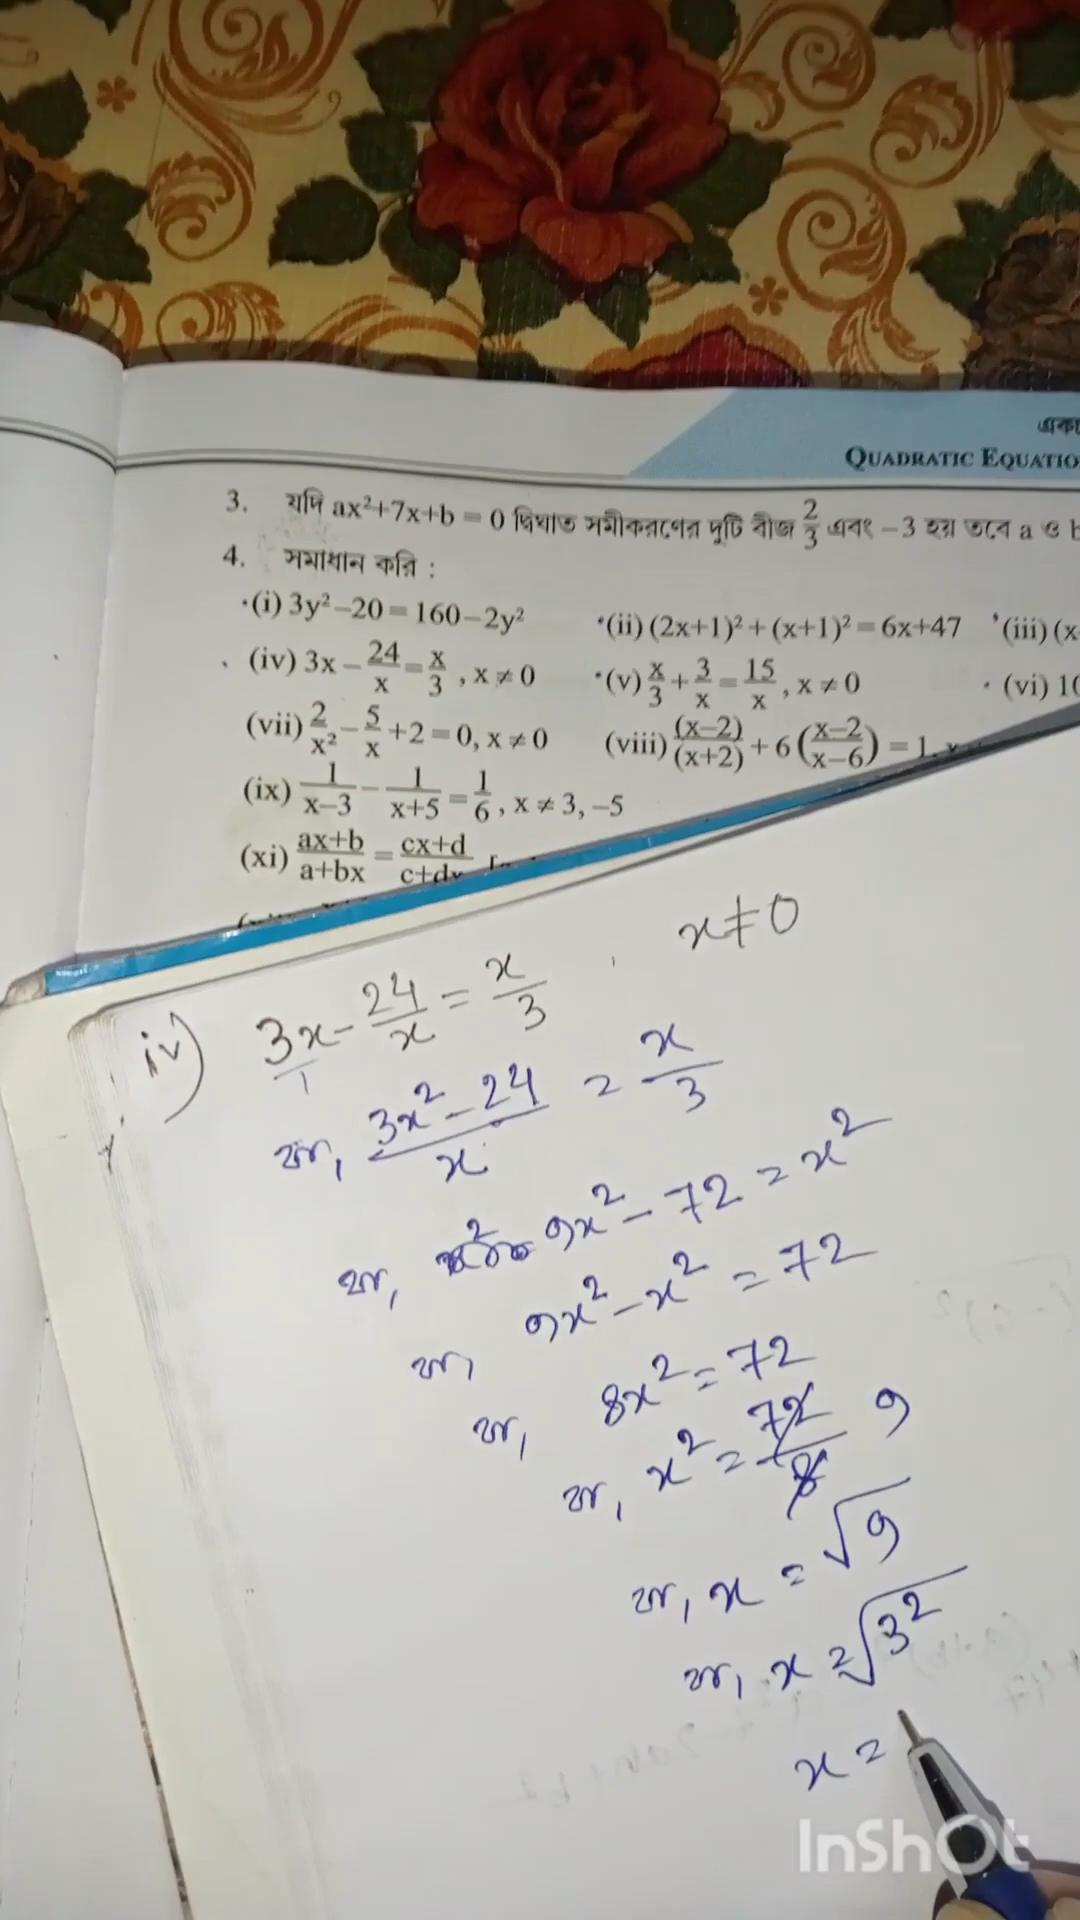 QUADRATIC EQUATIO
3. যদি ax²+7x+b = 0 দ্বিঘাত সমীকরণের দুটি বীজ 2/3 এবং –3 হয় তবে a ও b
4. সমাধান করি :
(i) 3y²–20 = 160–2y² (ii) (2x+1)² + (x+1)² = 6x+47 (iii) (x
(iv) 3x – 24/x = x/3 , x ≠ 0 (v) x/3 + 3/x = 15/x , x ≠ 0 (vi) 10
(vii) 2/x² – 5/x + 2 = 0, x ≠ 0 (viii) (x–2)/(x+2) + 6 (x–2/x–6) = 1,
(ix) 1/x–3 – 1/x+5 = 1/6 , x ≠ 3, –5
(xi) ax+b/a+bx = cx+d/c+dx
iv) 3x/1 - 24/x = x/3 , x ≠ 0
বা, 3x² - 24/x = x/3
বা, 9x² - 72 = x²
বা, 9x² - x² = 72
বা, 8x² = 72
বা, x² = 72/8 9
বা, x = √9
বা, x = √3²
x =
InShOt